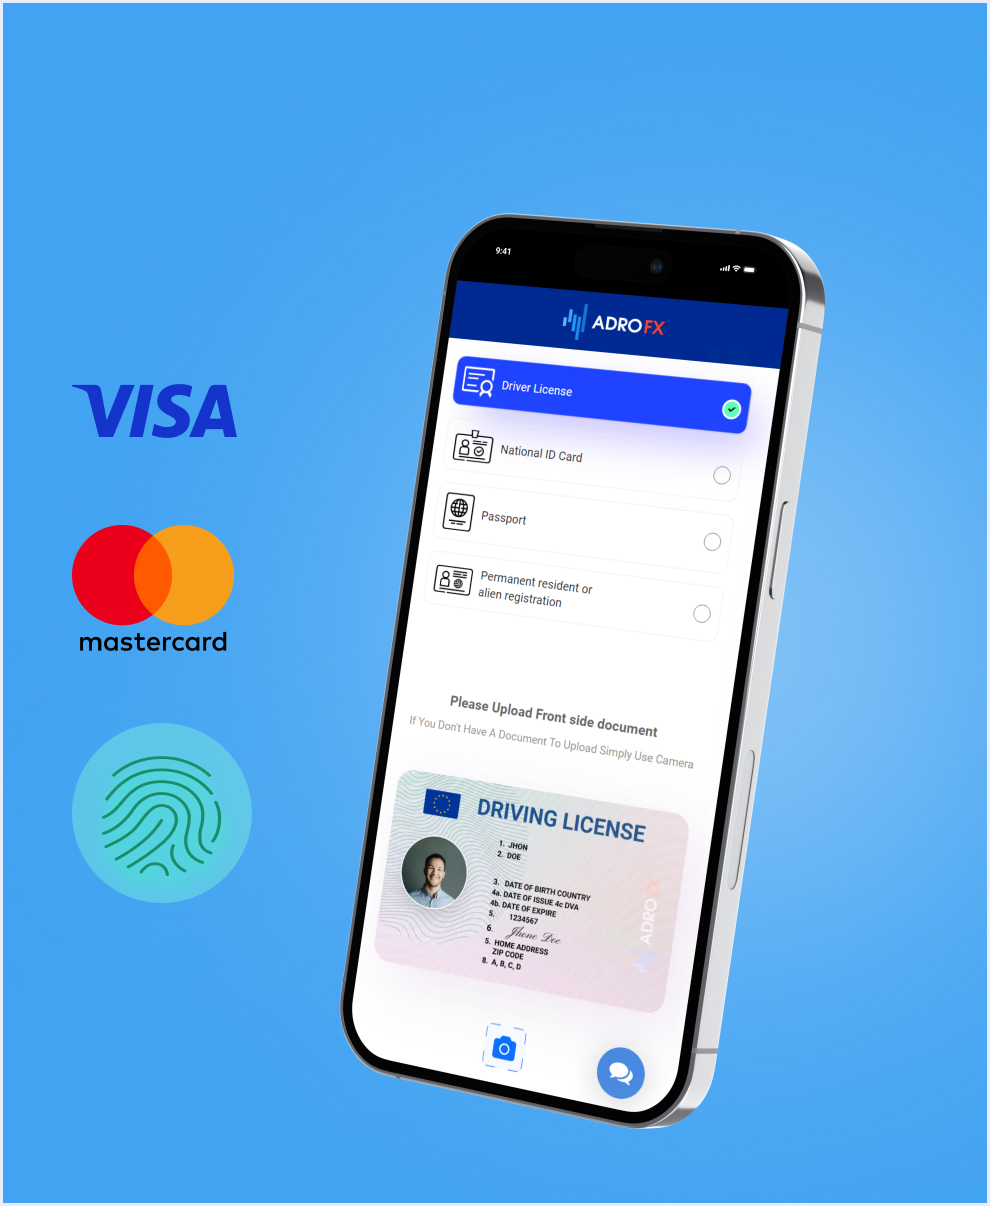 VISA
mastercard
9:41
ADROFX
Driver License
National ID Card
Passport
Permanent resident or
alien registration
Please Upload Front side document
If You Don't Have A Document To Upload Simply Use Camera
DRIVING LICENSE
1. JHON
2. DOE
3. DATE OF BIRTH COUNTRY
4a. DATE OF ISSUE 4c DVA
4b. DATE OF EXPIRE
5. 1234567
6. Jhone Doe
5. HOME ADDRESS
ZIP CODE
8. A, B, C, D
ADROFX